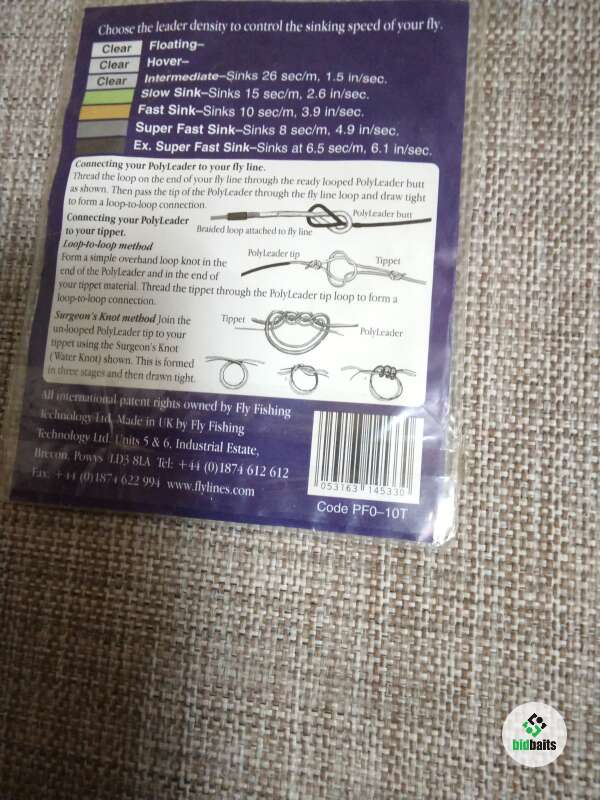 Choose the leader density to control the sinking speed of your fly.
Clear Floating–
Clear Hover–
Clear Intermediate–Sinks 26 sec/m, 1.5 in/sec.
Slow Sink–Sinks 15 sec/m, 2.6 in/sec.
Fast Sink–Sinks 10 sec/m, 3.9 in/sec.
Super Fast Sink–Sinks 8 sec/m, 4.9 in/sec.
Ex. Super Fast Sink–Sinks at 6.5 sec/m, 6.1 in/sec.
Connecting your PolyLeader to your fly line.
Thread the loop on the end of your fly line through the ready looped PolyLeader butt
as shown. Then pass the tip of the PolyLeader through the fly line loop and draw tight
to form a loop-to-loop connection.
PolyLeader butt
Braided loop attached to fly line
Connecting your PolyLeader
to your tippet.
Loop-to-loop method
Form a simple overhand loop knot in the
end of the PolyLeader and in the end of
your tippet material. Thread the tippet through the PolyLeader tip loop to form a
loop-to-loop connection.
PolyLeader tip
Tippet
Surgeon's Knot method Join the
un-looped PolyLeader tip to your
tippet using the Surgeon's Knot
(Water Knot) shown. This is formed
in three stages and then drawn tight.
Tippet
PolyLeader
All international patent rights owned by Fly Fishing
Technology Ltd. Made in UK by Fly Fishing
Technology Ltd. Units 5 & 6, Industrial Estate,
Brecon. Powys LD3 8LA Tel: +44 (0)1874 612 612
Fax: +44 (0)1874 622 994 www.flylines.com
053163 145330
Code PF0–10T
bidbaits